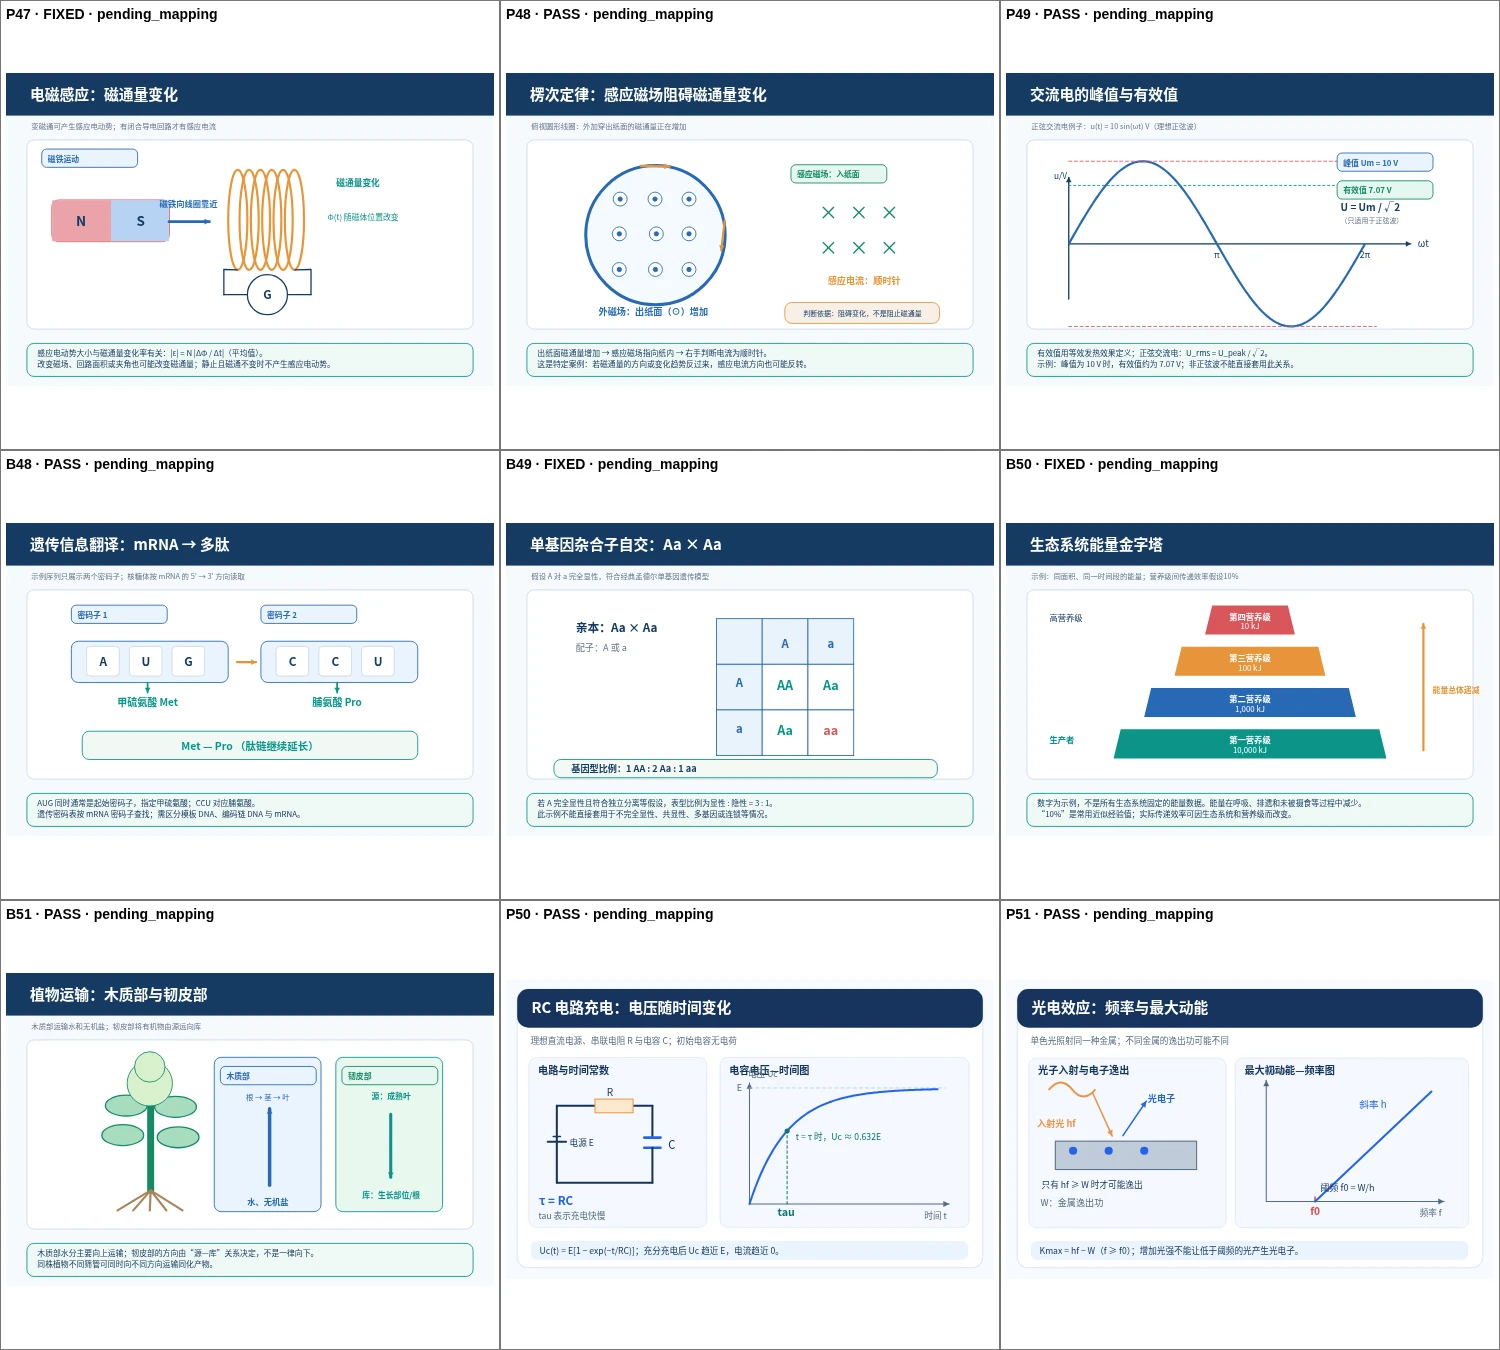 P47 · FIXED · pending_mapping
电磁感应：磁通量变化
变磁通可产生感应电动势；有闭合导电回路才有感应电流
磁铁运动
磁铁向线圈靠近
N
S
G
磁通量变化
Φ(t) 随磁体位置改变
感应电动势大小与磁通量变化率有关：|ε| = N |ΔΦ / Δt|（平均值）。
改变磁场、回路面积或夹角也可能改变磁通量；静止且磁通不变时不产生感应电动势。
P48 · PASS · pending_mapping
楞次定律：感应磁场阻碍磁通量变化
俯视圆形线圈：外加穿出纸面的磁通量正在增加
外磁场：出纸面（⊙）增加
感应磁场：入纸面
感应电流：顺时针
判断依据：阻碍变化，不是阻止磁通量
出纸面磁通量增加 → 感应磁场指向纸内 → 右手判断电流为顺时针。
这是特定案例：若磁通量的方向或变化趋势反过来，感应电流方向也可能反转。
P49 · PASS · pending_mapping
交流电的峰值与有效值
正弦交流电例子：u(t) = 10 sin(ωt) V（理想正弦波）
u/V
峰值 Um = 10 V
有效值 7.07 V
U = Um / √2
（只适用于正弦波）
ωt
π
2π
有效值用等效发热效果定义；正弦交流电：U_rms = U_peak / √2。
示例：峰值为 10 V 时，有效值约为 7.07 V；非正弦波不能直接套用此关系。
B48 · PASS · pending_mapping
遗传信息翻译：mRNA → 多肽
示例序列只展示两个密码子；核糖体按 mRNA 的 5' → 3' 方向读取
密码子 1
密码子 2
A U G
C C U
甲硫氨酸 Met
脯氨酸 Pro
Met — Pro （肽链继续延长）
AUG 同时通常是起始密码子，指定甲硫氨酸；CCU 对应脯氨酸。
遗传密码表按 mRNA 密码子查找；需区分模板 DNA、编码链 DNA 与 mRNA。
B49 · FIXED · pending_mapping
单基因杂合子自交：Aa × Aa
假设 A 对 a 完全显性，符合经典孟德尔单基因遗传模型
亲本：Aa × Aa
配子：A 或 a
A a
A AA Aa
a Aa aa
基因型比例：1 AA : 2 Aa : 1 aa
若 A 完全显性且符合独立分离等假设，表型比例为显性 : 隐性 = 3 : 1。
此示例不能直接套用于不完全显性、共显性、多基因或连锁等情况。
B50 · FIXED · pending_mapping
生态系统能量金字塔
示例：同面积、同一时间段的能量；营养级间传递效率假设10%
高营养级
第四营养级
10 kJ
第三营养级
100 kJ
第二营养级
1,000 kJ
生产者
第一营养级
10,000 kJ
能量总体递减
数字为示例，不是所有生态系统固定的能量数据。能量在呼吸、排遗和未被摄食等过程中减少。
“10%”是常用近似经验值；实际传递效率可因生态系统和营养级而改变。
B51 · PASS · pending_mapping
植物运输：木质部与韧皮部
木质部运输水和无机盐；韧皮部将有机物由源运向库
木质部
根 → 茎 → 叶
水、无机盐
韧皮部
源：成熟叶
库：生长部位/根
木质部水分主要向上运输；韧皮部的方向由“源—库”关系决定，不是一律向下。
同株植物不同筛管可同时向不同方向运输同化产物。
P50 · PASS · pending_mapping
RC 电路充电：电压随时间变化
理想直流电源、串联电阻 R 与电容 C；初始电容无电荷
电路与时间常数
R
电源 E
C
τ = RC
tau 表示充电快慢
电容电压—时间图
E
t = τ 时，Uc ≈ 0.632E
tau
时间 t
Uc(t) = E[1 − exp(−t/RC)]；充分充电后 Uc 趋近 E，电流趋近 0。
P51 · PASS · pending_mapping
光电效应：频率与最大动能
单色光照射同一种金属；不同金属的逸出功可能不同
光子入射与电子逸出
光电子
入射光 hf
只有 hf ≥ W 时才可能逸出
W：金属逸出功
最大初动能—频率图
斜率 h
阈频 f0 = W/h
f0
频率 f
Kmax = hf − W（f ≥ f0）；增加光强不能让低于阈频的光产生光电子。